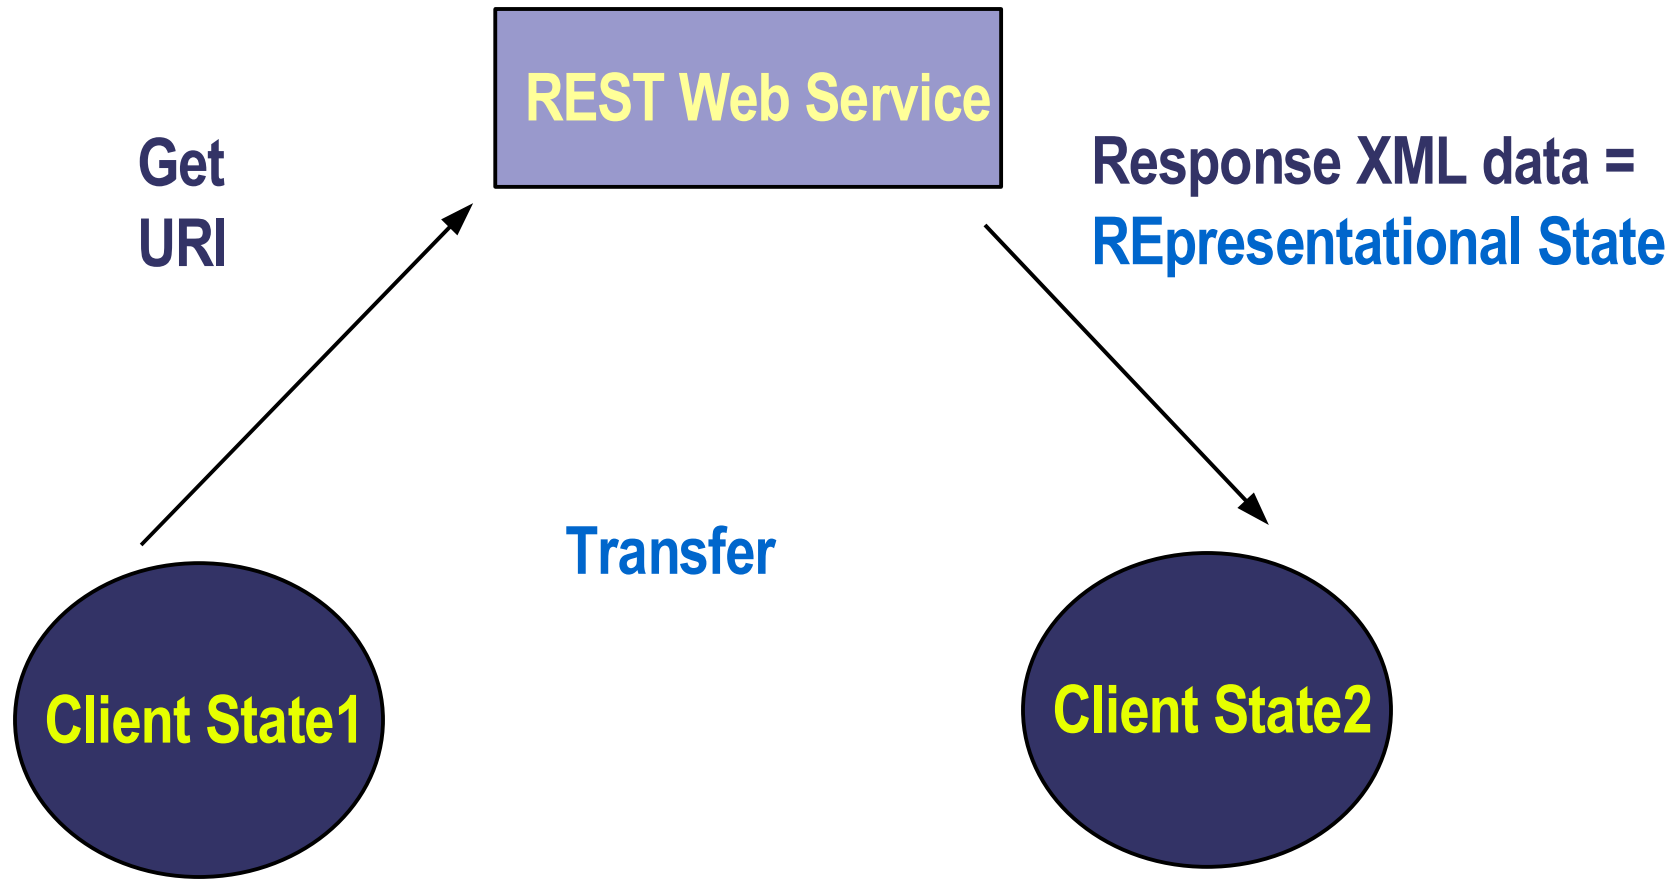 REST Web Service
Get
URI
Response XML data =
REpresentational State
Transfer
Client State1
Client State2